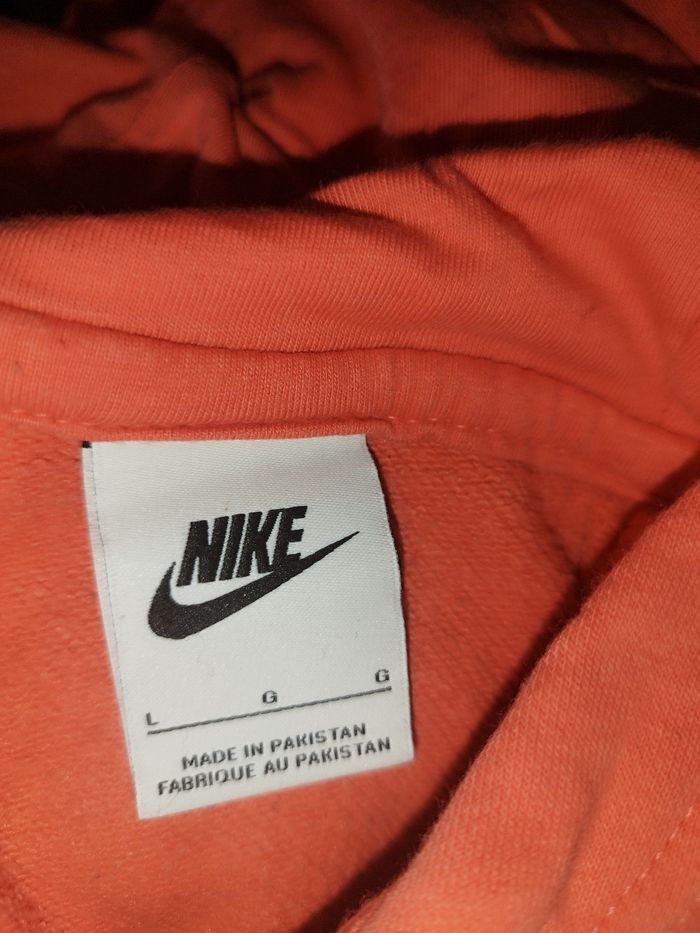 NIKE
L G G
MADE IN PAKISTAN
FABRIQUE AU PAKISTAN